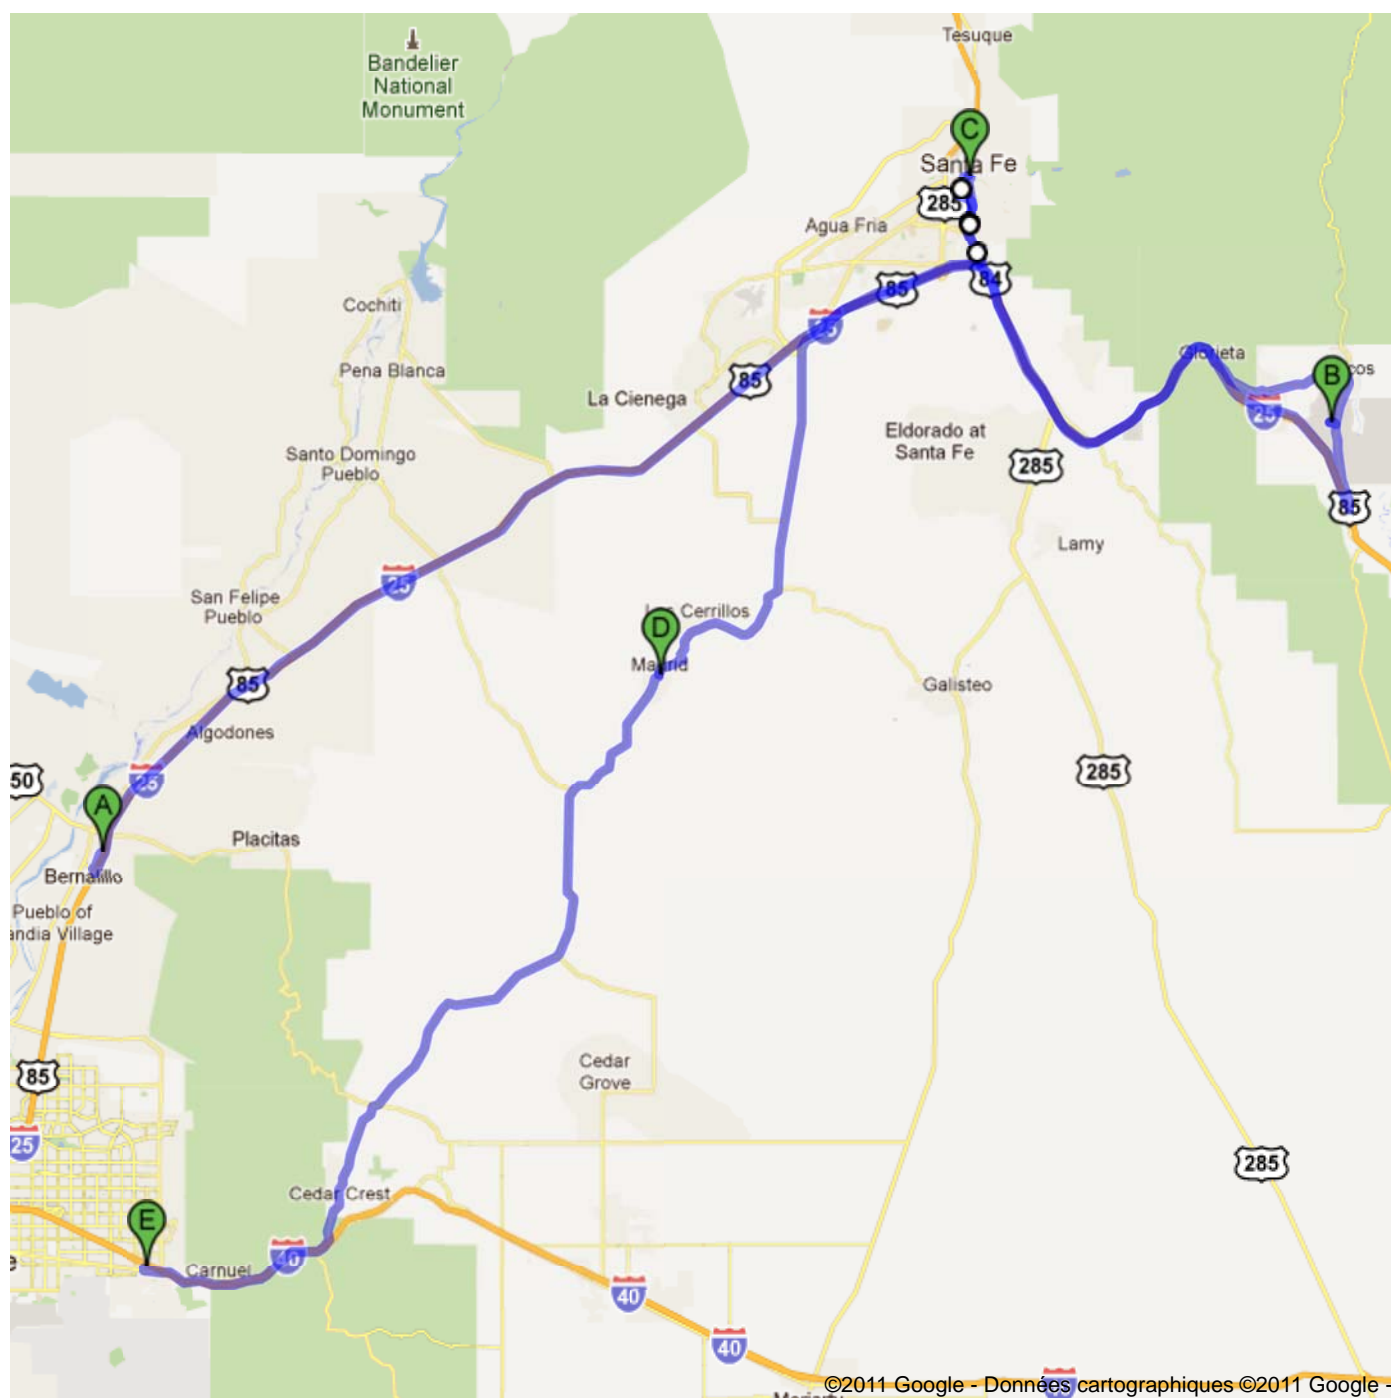 Tesuque
Bandelier
National
Monument
C
Santa Fe
285
Agua Fria
84
85
Cochiti
25
Glorieta
Pena Blanca
B
85
La Cienega
25
Eldorado at
Santa Fe
Santo Domingo
Pueblo
285
85
Lamy
25
San Felipe
Pueblo
Cerrillos
D
Madrid
85
Galisteo
Algodones
50
25
285
A
Placitas
Bernalillo
Pueblo of
andia Village
Cedar
Grove
85
25
285
Cedar Crest
E
Carnuel
40
40
40
©2011 Google - Données cartographiques ©2011 Google -